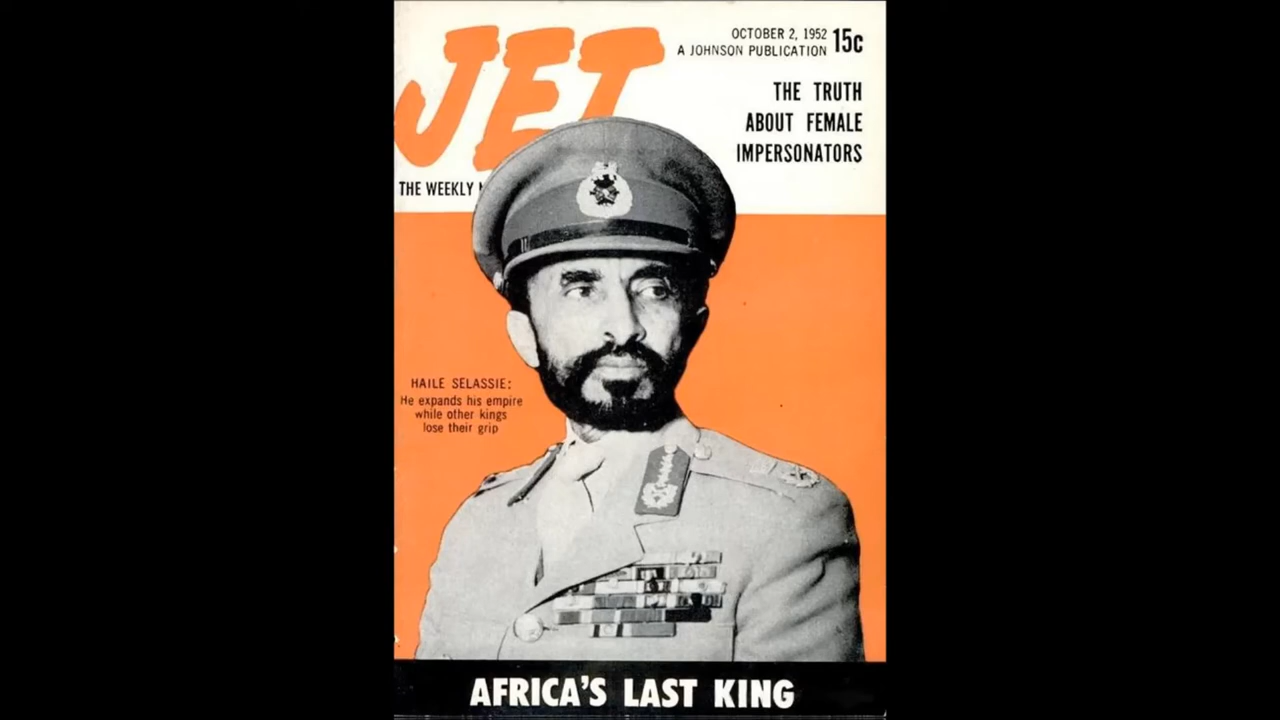 JET
OCTOBER 2, 1952
A JOHNSON PUBLICATION
15c
THE TRUTH
ABOUT FEMALE
IMPERSONATORS
THE WEEKLY
HAILE SELASSIE:
He expands his empire
while other kings
lose their grip
AFRICA'S LAST KING